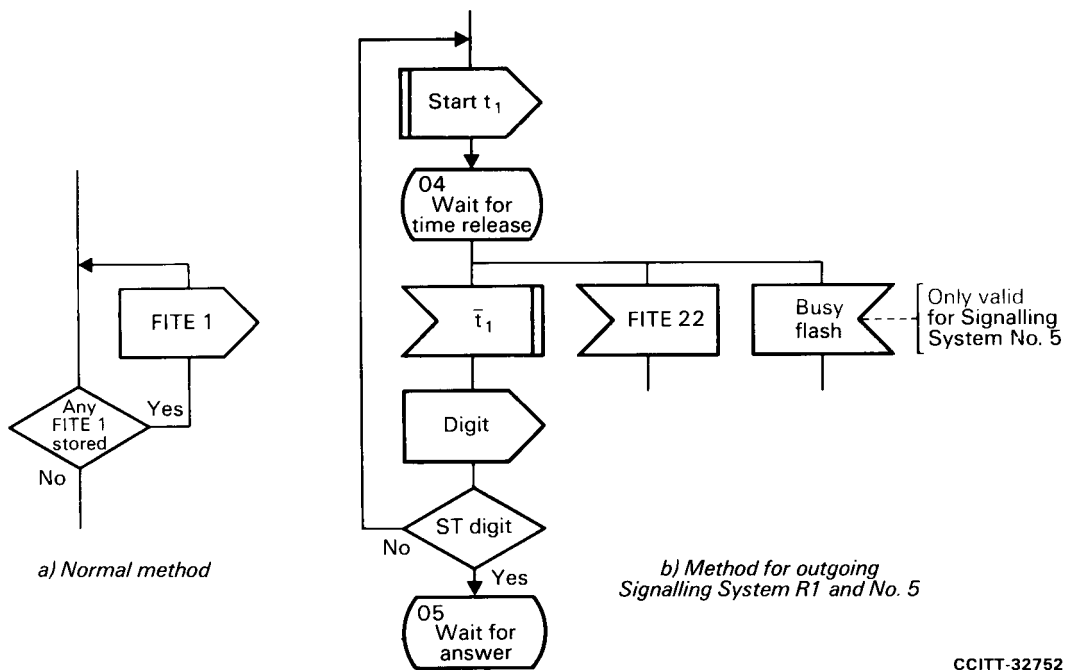 Start t₁
04
Wait for
time release
FITE 1
t̄₁
FITE 22
Busy
flash
Only valid
for Signalling
System No. 5
Any
FITE 1
stored
Yes
No
Digit
ST digit
No
Yes
a) Normal method
b) Method for outgoing
Signalling System R1 and No. 5
05
Wait for
answer
CCITT-32752